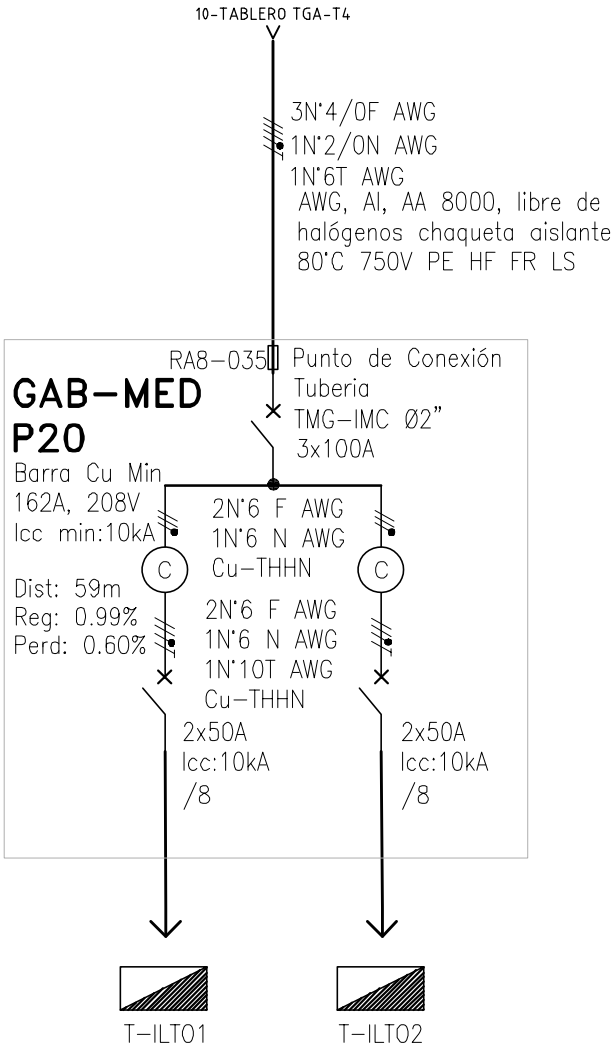 10-TABLERO TGA-T4
3N°4/0F AWG
1N°2/0N AWG
1N°6T AWG
AWG, Al, AA 8000, libre de
halógenos chaqueta aislante
80°C 750V PE HF FR LS
RA8-035
Punto de Conexión
Tuberia
TMG-IMC Ø2”
3x100A
GAB-MED
P20
Barra Cu Min
162A, 208V
Icc min:10kA
Dist: 59m
Reg: 0.99%
Perd: 0.60%
2N°6 F AWG
1N°6 N AWG
Cu-THHN
C
C
2N°6 F AWG
1N°6 N AWG
1N°10T AWG
Cu-THHN
2x50A
Icc:10kA
/8
2x50A
Icc:10kA
/8
T-ILTO1
T-ILTO2